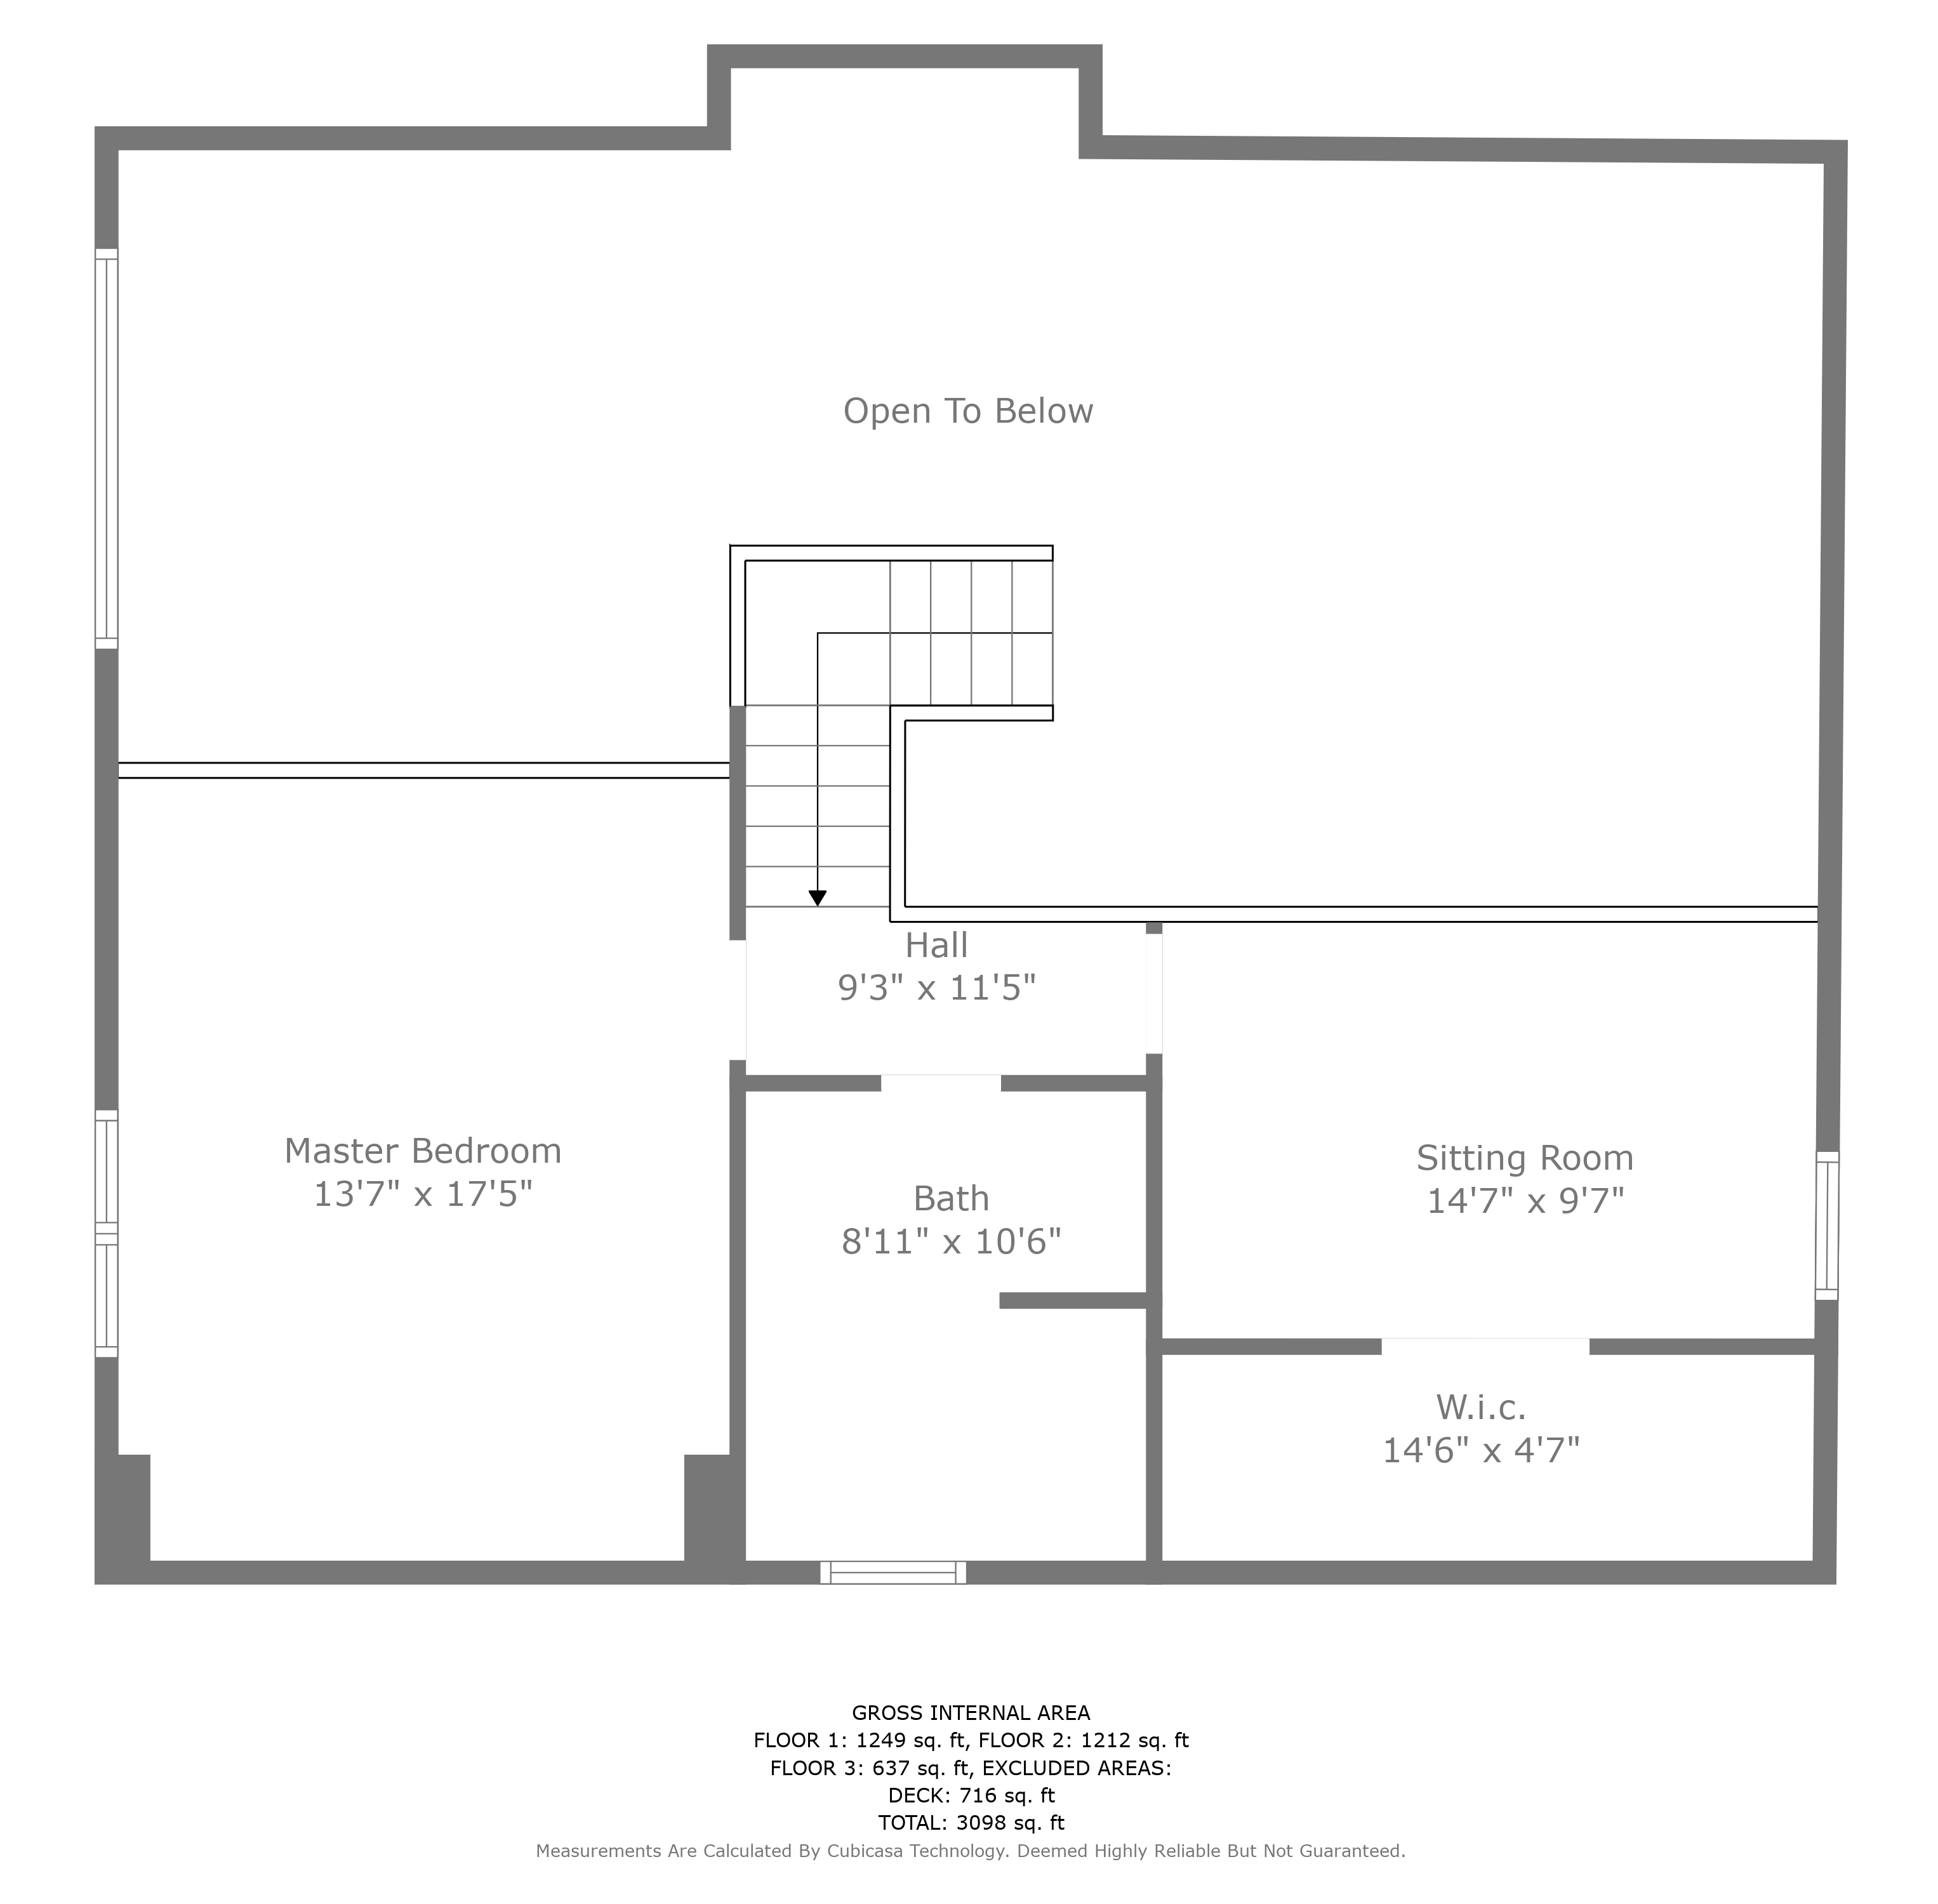 Open To Below
Hall
9'3" x 11'5"
Master Bedroom
13'7" x 17'5"
Bath
8'11" x 10'6"
Sitting Room
14'7" x 9'7"
W.i.c.
14'6" x 4'7"
GROSS INTERNAL AREA
FLOOR 1: 1249 sq. ft, FLOOR 2: 1212 sq. ft
FLOOR 3: 637 sq. ft, EXCLUDED AREAS:
DECK: 716 sq. ft
TOTAL: 3098 sq. ft
Measurements Are Calculated By Cubicasa Technology. Deemed Highly Reliable But Not Guaranteed.